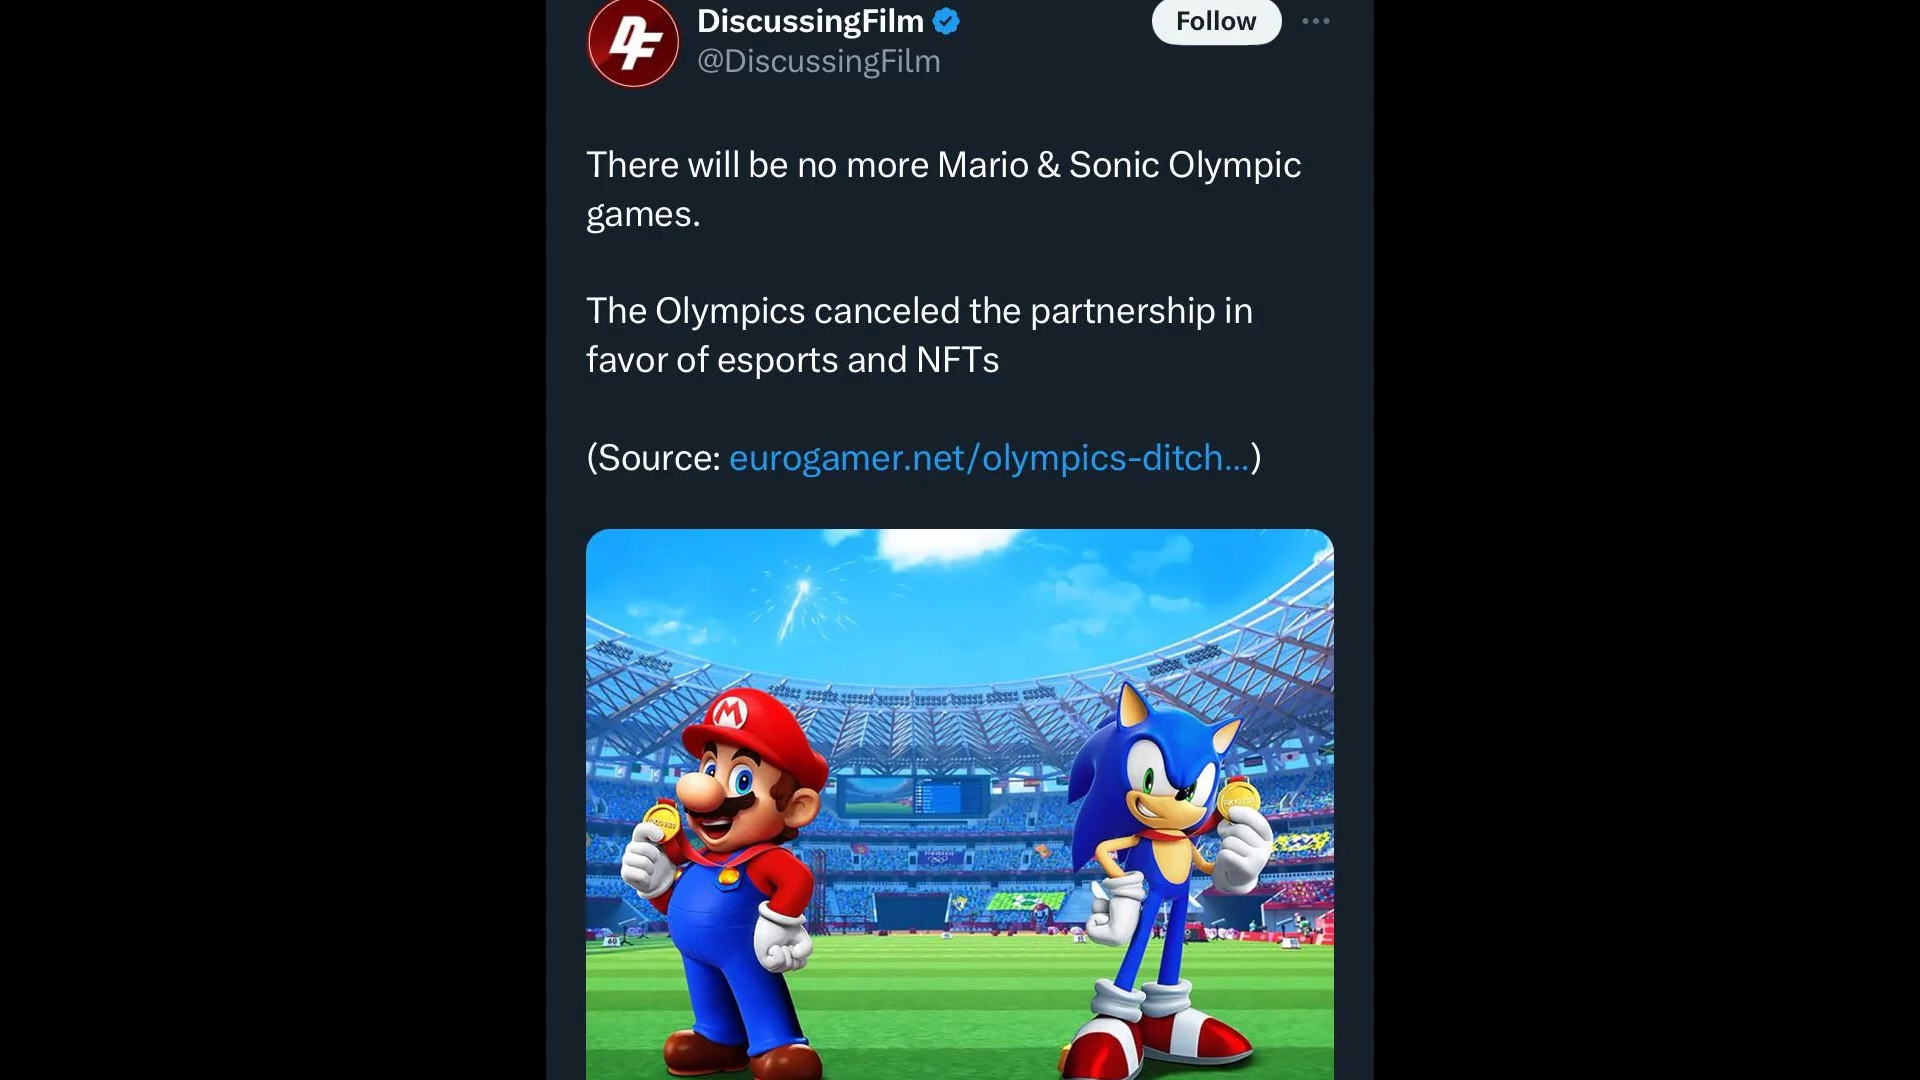 DiscussingFilm
Follow
@DiscussingFilm
There will be no more Mario & Sonic Olympic
games.
The Olympics canceled the partnership in
favor of esports and NFTs
(Source: eurogamer.net/olympics-ditch...)
M